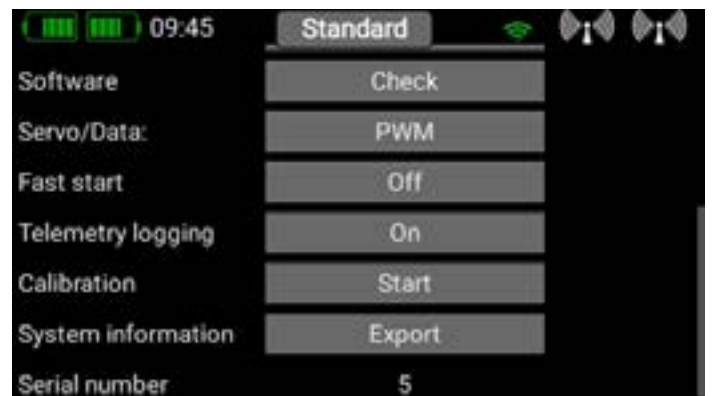 09:45 Standard
Software Check
Servo/Data: PWM
Fast start Off
Telemetry logging On
Calibration Start
System information Export
Serial number 5